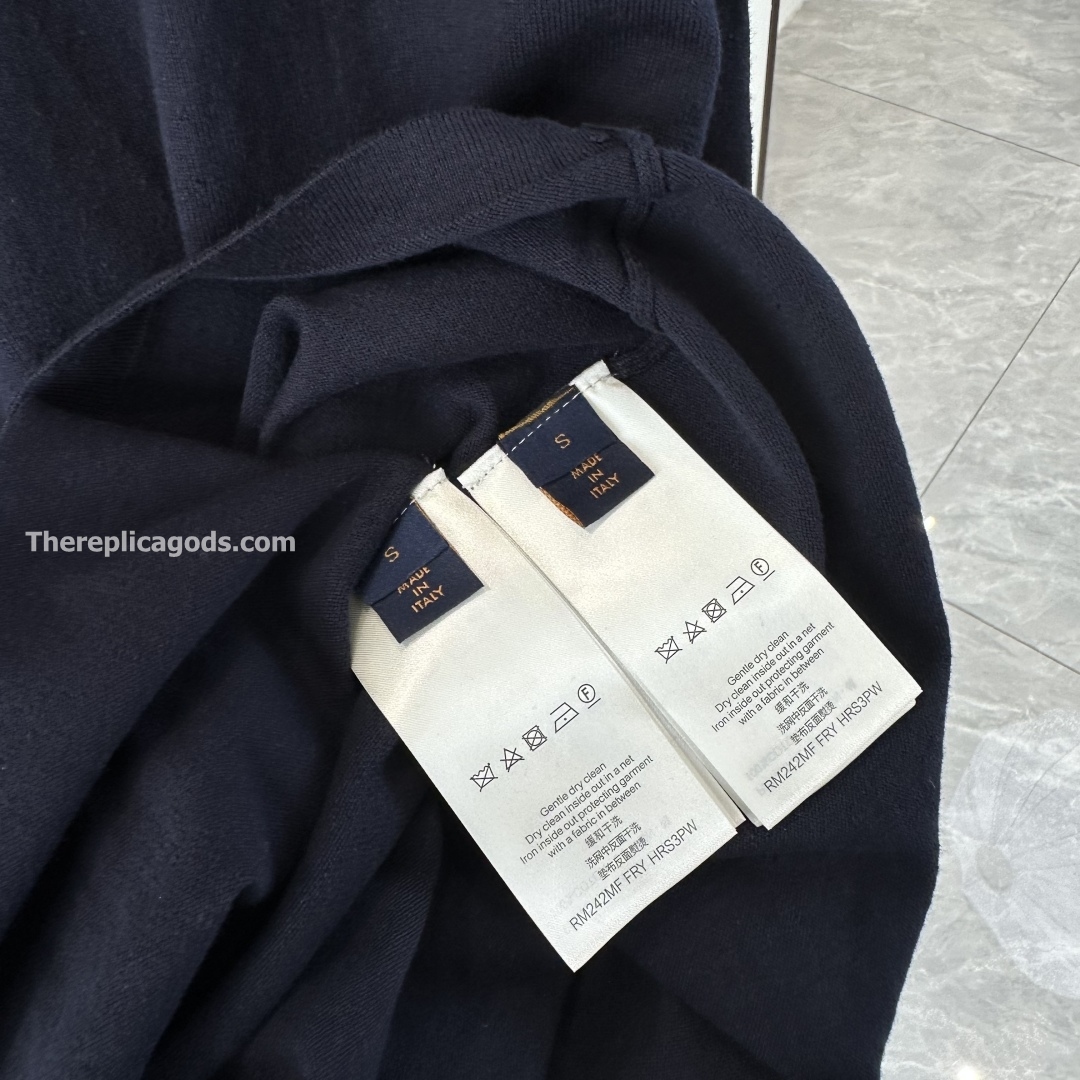 Thereplicagods.com
S
MADE
IN
ITALY
Gentle dry clean
Dry clean inside out in a net
Iron inside out protecting garment
with a fabric in between
缓和干洗
洗网中反面干洗
垫布反面熨烫
RM242MF FRY HRS3PW
S
MADE
IN
ITALY
F
Gentle dry clean
Dry clean inside out in a net
Iron inside out protecting garment
with a fabric in between
缓和干洗
洗网中反面干洗
垫布反面熨烫
RM242MF FRY HRS3PW
F